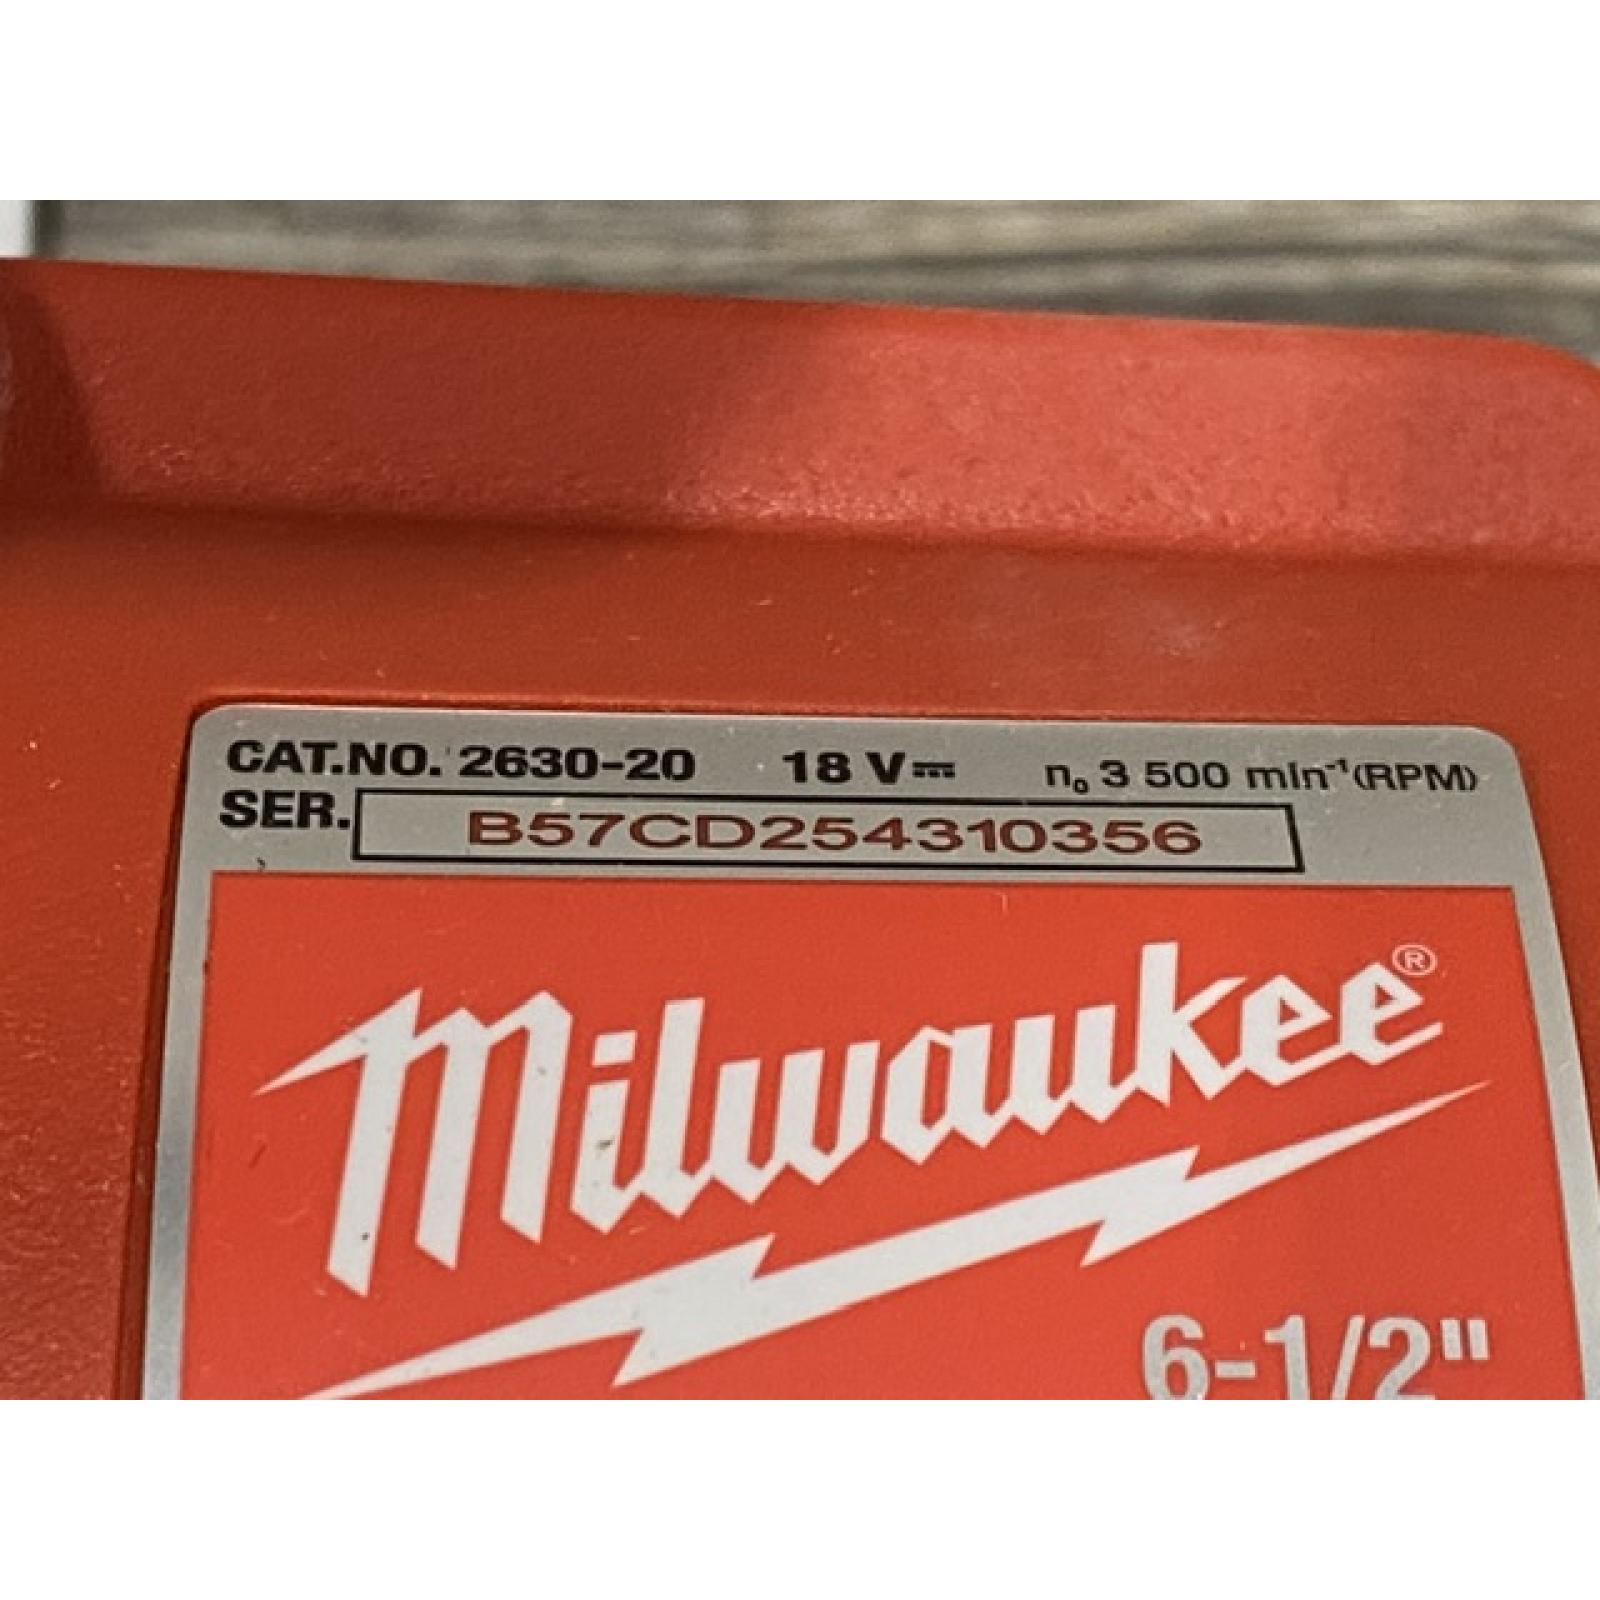 CAT.NO. 2630-20 18 V⎓ n₀ 3 500 min⁻¹(RPM)
SER. B57CD254310356
Milwaukee®
6-1/2"